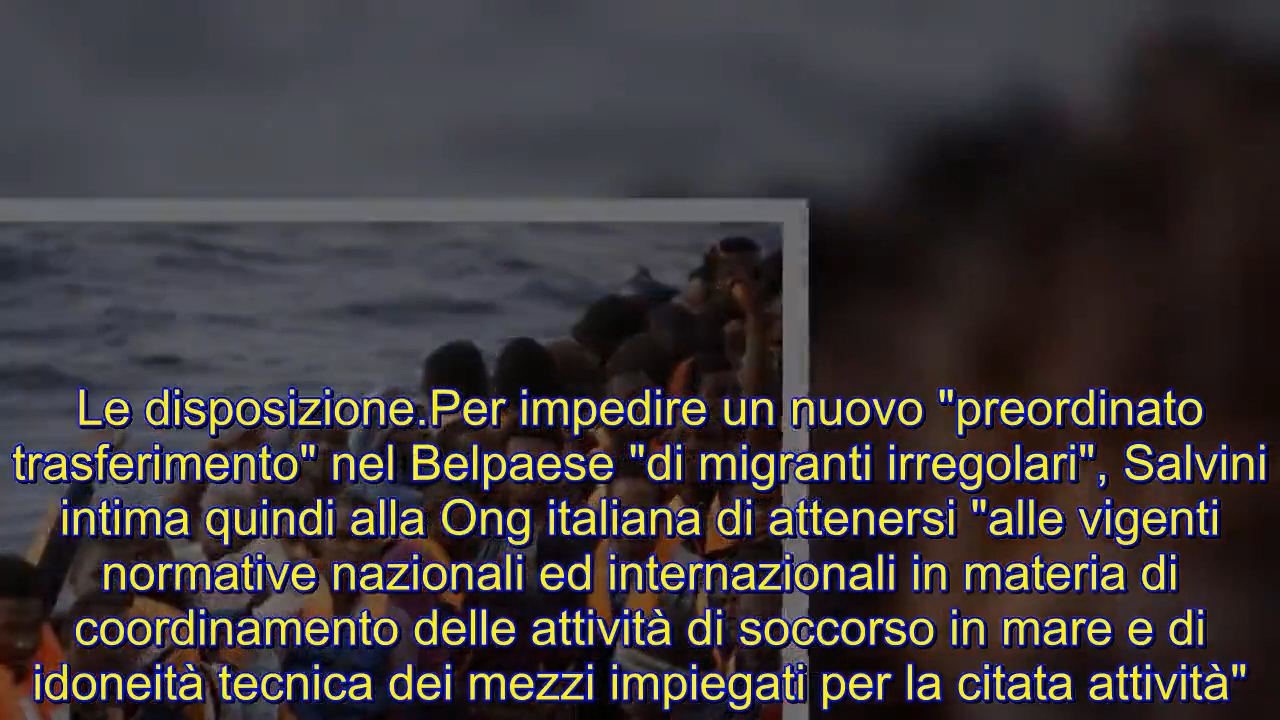 Le disposizione.Per impedire un nuovo "preordinato
trasferimento" nel Belpaese "di migranti irregolari", Salvini
intima quindi alla Ong italiana di attenersi "alle vigenti
normative nazionali ed internazionali in materia di
coordinamento delle attività di soccorso in mare e di
idoneità tecnica dei mezzi impiegati per la citata attività"